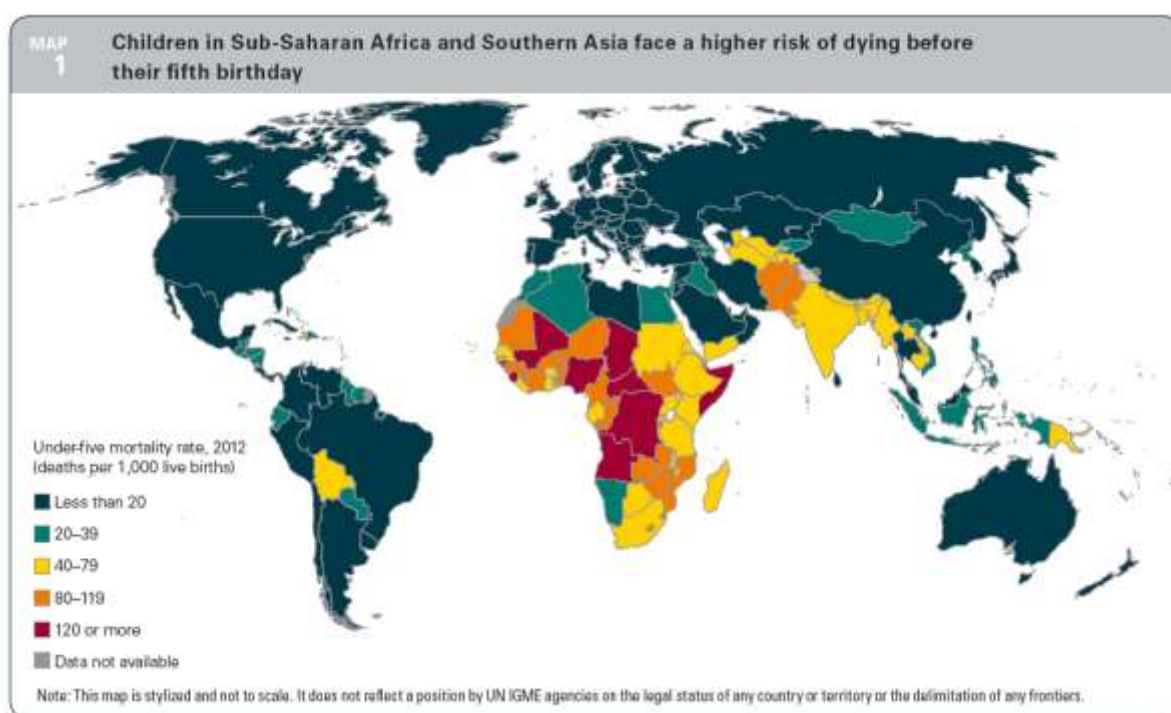 MAP
1
Children in Sub-Saharan Africa and Southern Asia face a higher risk of dying before
their fifth birthday
Under-five mortality rate, 2012
(deaths per 1,000 live births)
Less than 20
20–39
40–79
80–119
120 or more
Data not available
Note: This map is stylized and not to scale. It does not reflect a position by UN IGME agencies on the legal status of any country or territory or the delimitation of any frontiers.